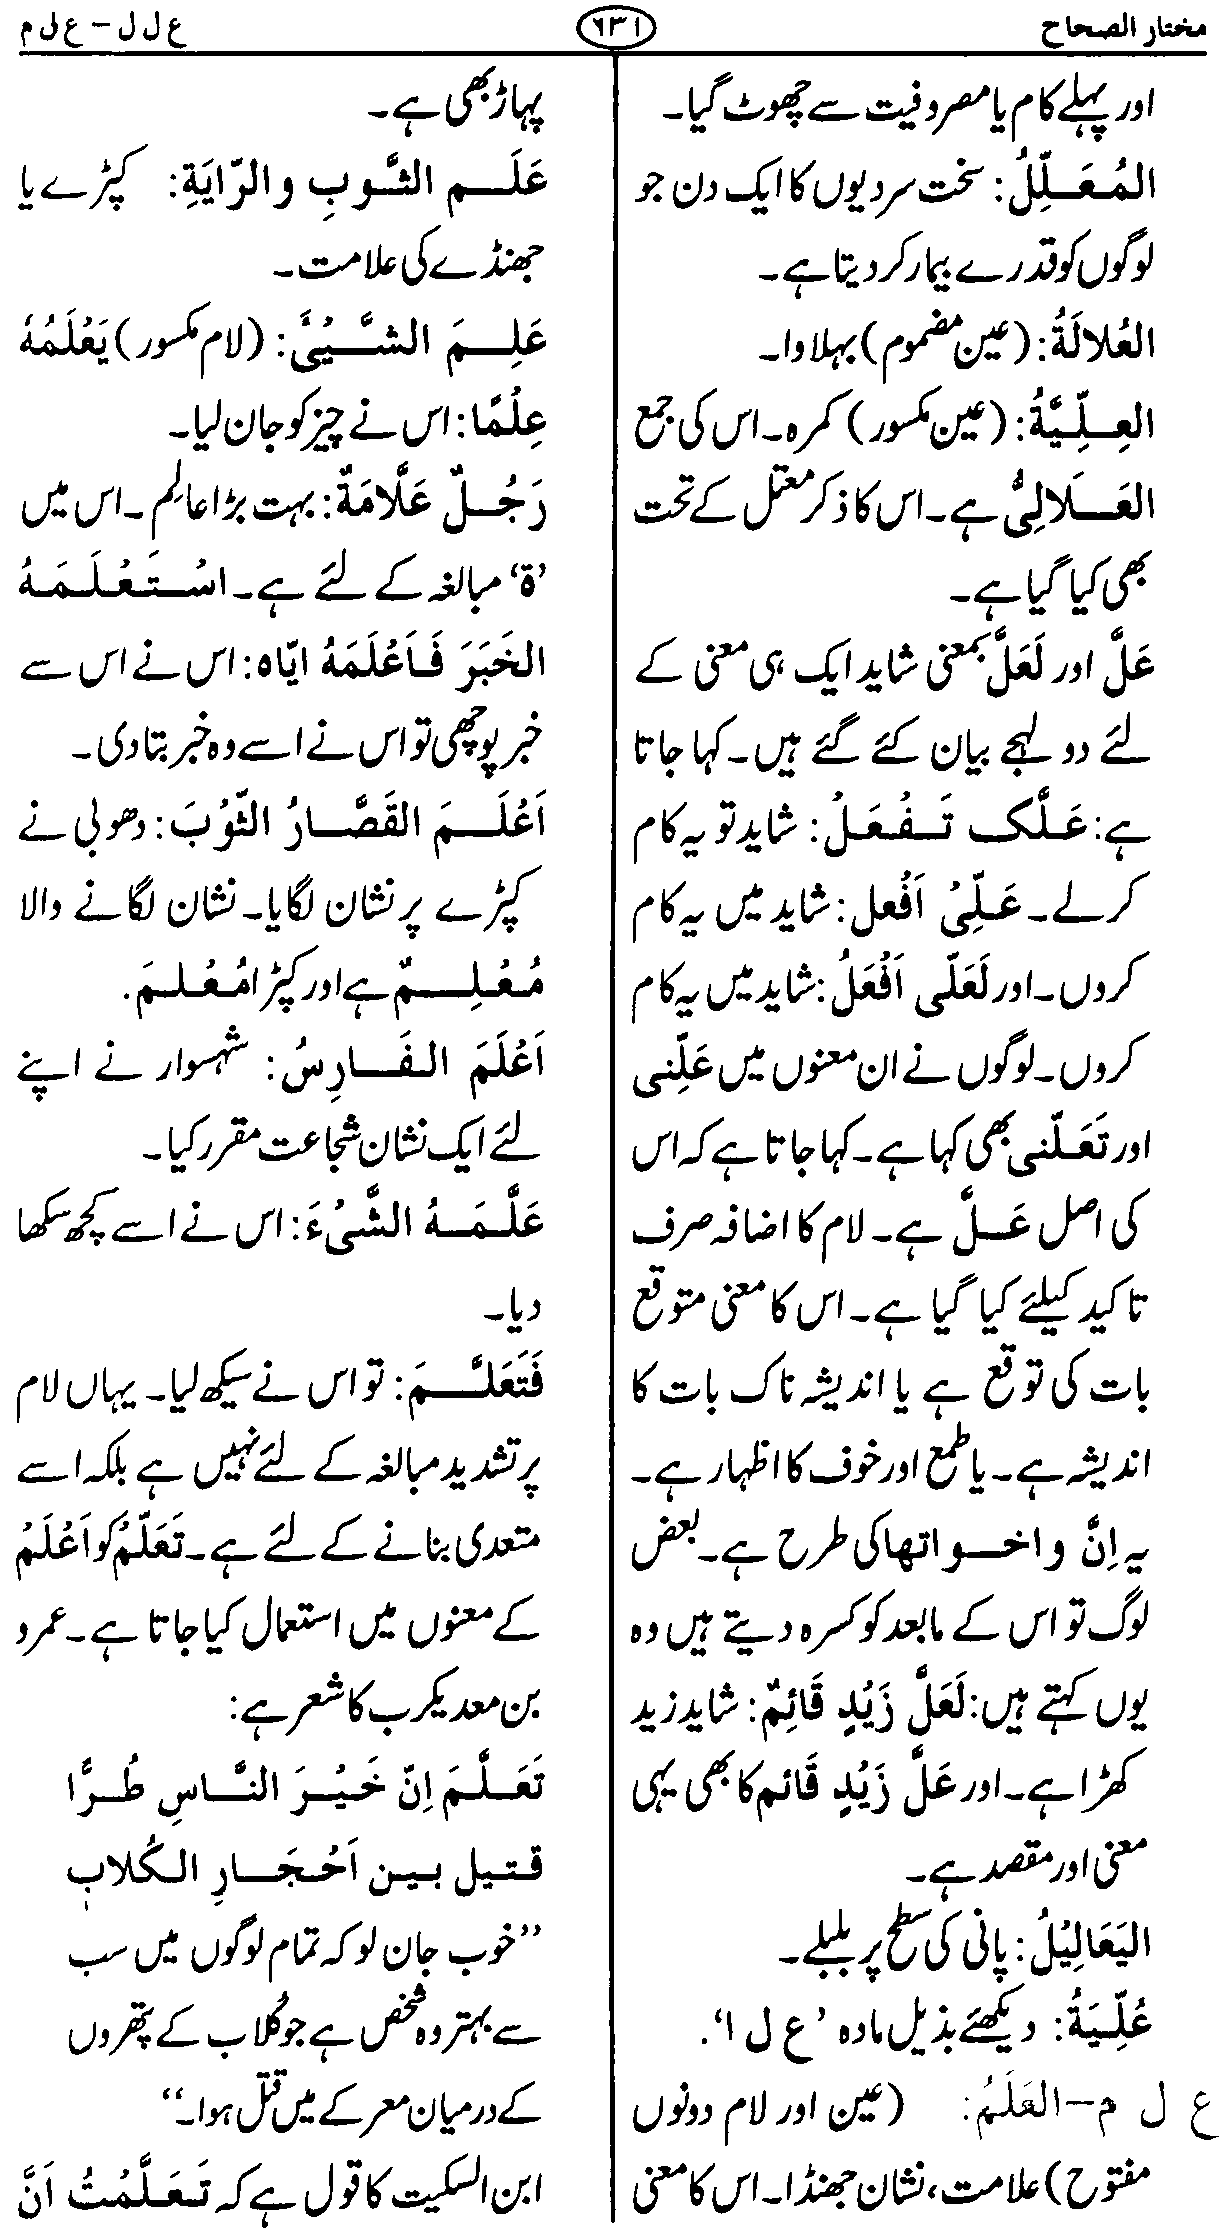 مختار الصحاح
٦٣١
ع ل ل – ع ل م
اور پہلے کام یا مصروفیت سے چھوٹ گیا۔
المُعَلِّلُ: سخت سردیوں کا ایک دن جو
لوگوں کو قدرے بیمار کر دیتا ہے۔
العُلالَةُ: (عین مضموم) بہلاوا۔
العِلِّيَّةُ: (عین مکسور) کمرہ۔ اس کی جمع
العَلَالِیُّ ہے۔ اس کا ذکر معتل کے تحت
بھی کیا گیا ہے۔
عَلَّ اور لَعَلَّ بمعنی شاید ایک ہی معنی کے
لئے دو لہجے بیان کئے گئے ہیں۔ کہا جاتا
ہے: عَلَّک تَفْعَلُ: شاید تو یہ کام
کر لے۔ عَلِّیْ اَفْعل: شاید میں یہ کام
کروں۔ اور لَعَلّی اَفْعَلُ: شاید میں یہ کام
کروں۔ لوگوں نے ان معنوں میں عَلِّنی
اور تَعَلّنی بھی کہا ہے۔ کہا جاتا ہے کہ اس
کی اصل عَلَّ ہے۔ لام کا اضافہ صرف
تاکید کیلئے کیا گیا ہے۔ اس کا معنی متوقع
بات کی توقع ہے یا اندیشہ ناک بات کا
اندیشہ ہے۔ یا طمع اور خوف کا اظہار ہے۔
یہ اِنَّ واخواتها کی طرح ہے۔ بعض
لوگ تو اس کے مابعد کو کسرہ دیتے ہیں وہ
یوں کہتے ہیں: لَعَلَّ زَيْدٍ قَائِمٌ: شاید زید
کھڑا ہے۔ اور عَلَّ زَيْدٍ قَائِم کا بھی یہی
معنی اور مقصد ہے۔
اليَعَالِيْلُ: پانی کی سطح پر بلبلے۔
عُلِّيَةُ: دیکھئے بذیل مادہ ’ع ل ا‘.
ع ل م – العَلَمُ: (عین اور لام دونوں
مفتوح) علامت، نشان جھنڈا۔ اس کا معنی
پہاڑ بھی ہے۔
عَلَم الثَّوبِ والرّايَةِ: کپڑے یا
جھنڈے کی علامت۔
عَلِمَ الشَّيْئَ: (لام مکسور) يَعْلَمُهُ
عِلْمًا: اس نے چیز کو جان لیا۔
رَجُلٌ عَلَّامَةٌ: بہت بڑا عالِم۔ اس میں
’ة‘ مبالغہ کے لئے ہے۔ اسْتَعْلَمَهُ
الخَبَرَ فَاَعْلَمَهُ ايّاه: اس نے اس سے
خبر پوچھی تو اس نے اسے وہ خبر بتا دی۔
اَعْلَمَ القَصَّارُ الثّوْبَ: دھوبی نے
کپڑے پر نشان لگایا۔ نشان لگانے والا
مُعْلِمٌ ہے اور کپڑا مُعْلَم.
اَعْلَمَ الفَارِسُ: شہسوار نے اپنے
لئے ایک نشان شجاعت مقرر کیا۔
عَلَّمَهُ الشَّیْءَ: اس نے اسے کچھ سکھا
دیا۔
فَتَعَلَّمَ: تو اس نے سیکھ لیا۔ یہاں لام
پر تشدید مبالغہ کے لئے نہیں ہے بلکہ اسے
متعدی بنانے کے لئے ہے۔ تَعَلّمْ کو اَعْلَمْ
کے معنوں میں استعمال کیا جاتا ہے۔ عمرو
بن معدیکرب کا شعر ہے:
تَعَلَّمَ اِنّ خَيْرَ النَّاسِ طُرًّا
قتيل بين اَحْجَارِ الكُلابِ
”خوب جان لو کہ تمام لوگوں میں سب
سے بہتر وہ شخص ہے جو کُلاب کے پتھروں
کے درمیان معرکے میں قتل ہوا۔“
ابن السکیت کا قول ہے کہ تَعَلَّمْتُ اَنَّ